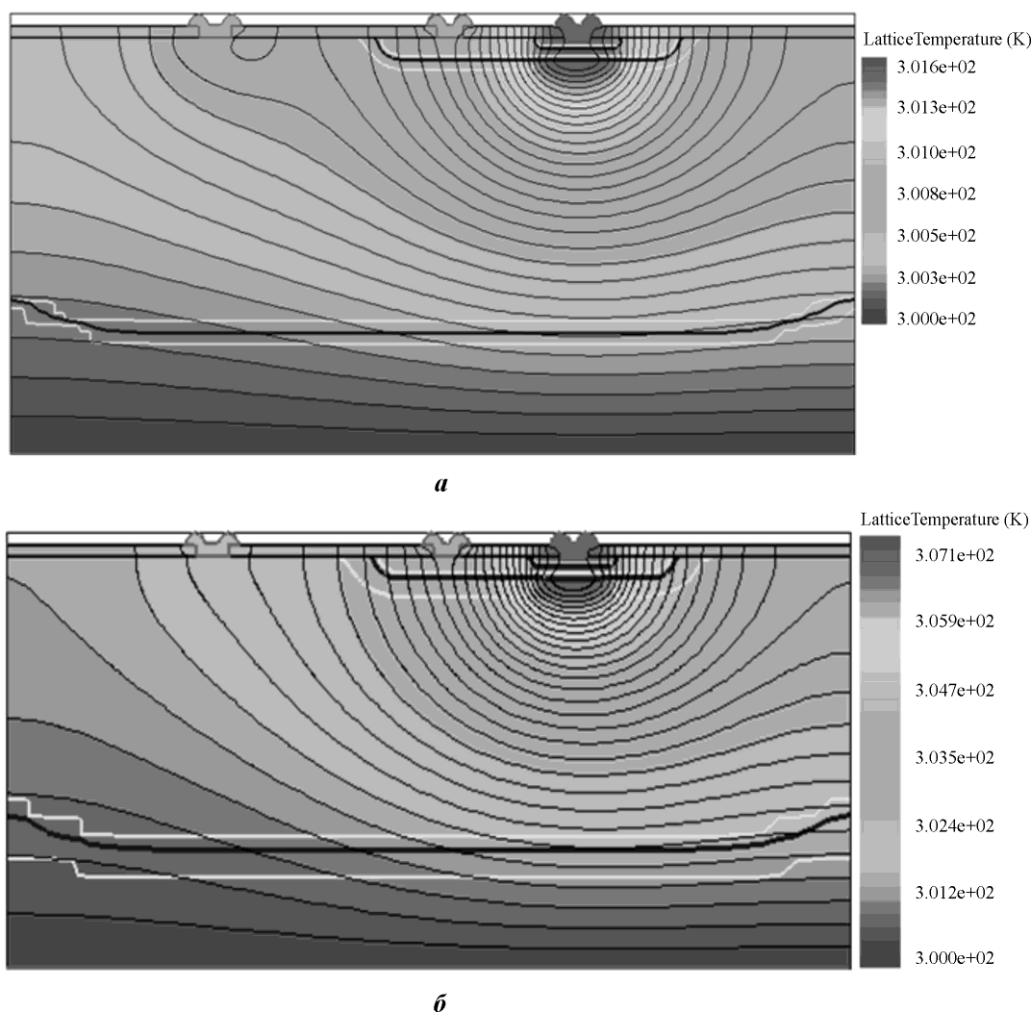 LatticeTemperature (K)
3.016e+02
3.013e+02
3.010e+02
3.008e+02
3.005e+02
3.003e+02
3.000e+02
а
LatticeTemperature (K)
3.071e+02
3.059e+02
3.047e+02
3.035e+02
3.024e+02
3.012e+02
3.000e+02
б